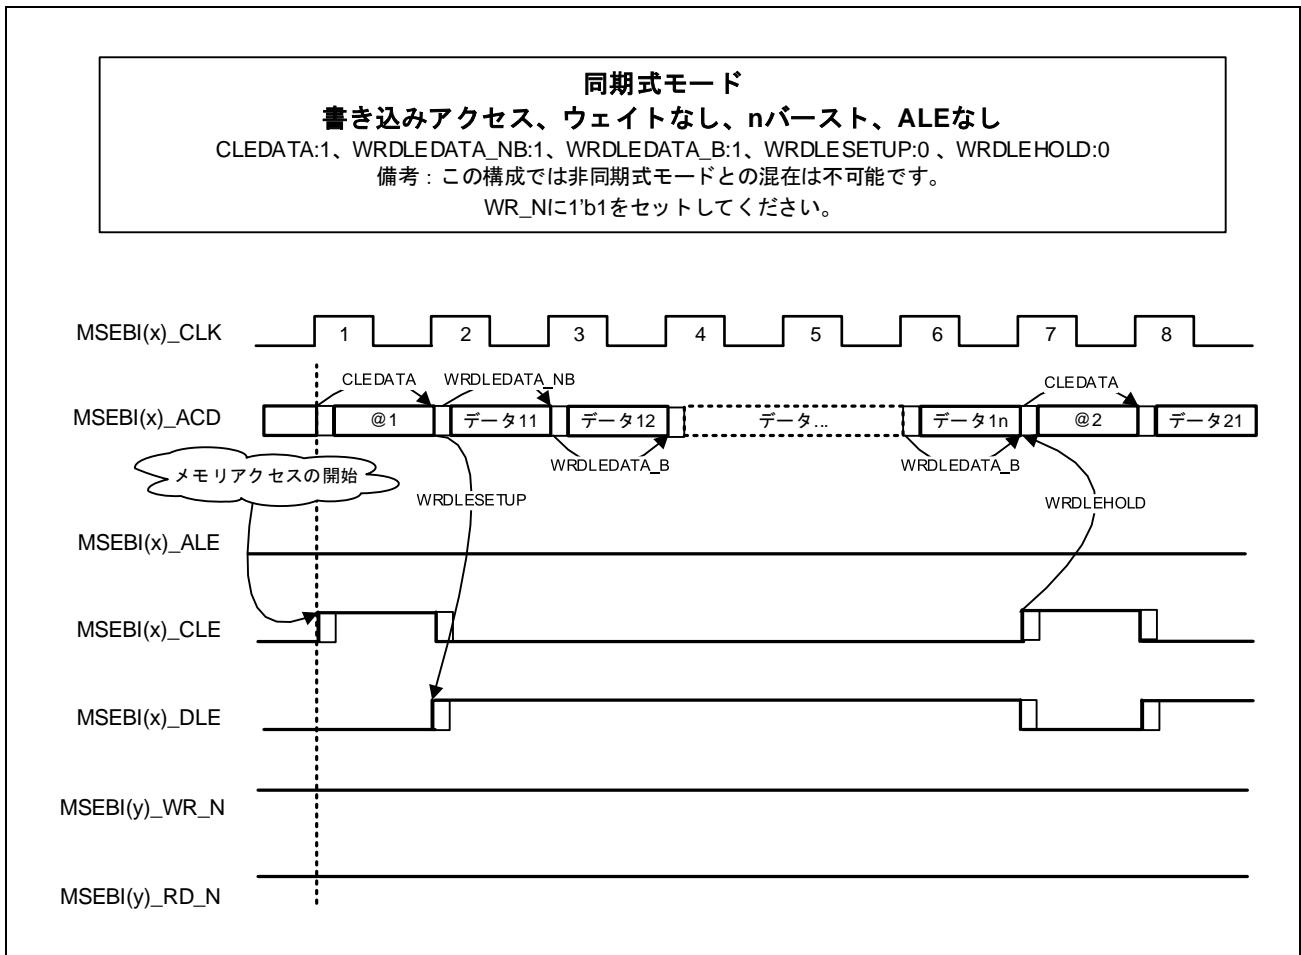 同期式モード
書き込みアクセス、ウェイトなし、nバースト、ALEなし
CLEDATA:1、WRDLEDATA_NB:1、WRDLEDATA_B:1、WRDLESETUP:0 、WRDLEHOLD:0
備考：この構成では非同期式モードとの混在は不可能です。
WR_Nに1'b1をセットしてください。
MSEBI(x)_CLK 1 2 3 4 5 6 7 8
CLEDATA WRDLEDATA_NB CLEDATA
MSEBI(x)_ACD @1 データ11 データ12 データ... データ1n @2 データ21
WRDLEDATA_B WRDLEDATA_B
メモリアクセスの開始
WRDLESETUP WRDLEHOLD
MSEBI(x)_ALE
MSEBI(x)_CLE
MSEBI(x)_DLE
MSEBI(y)_WR_N
MSEBI(y)_RD_N